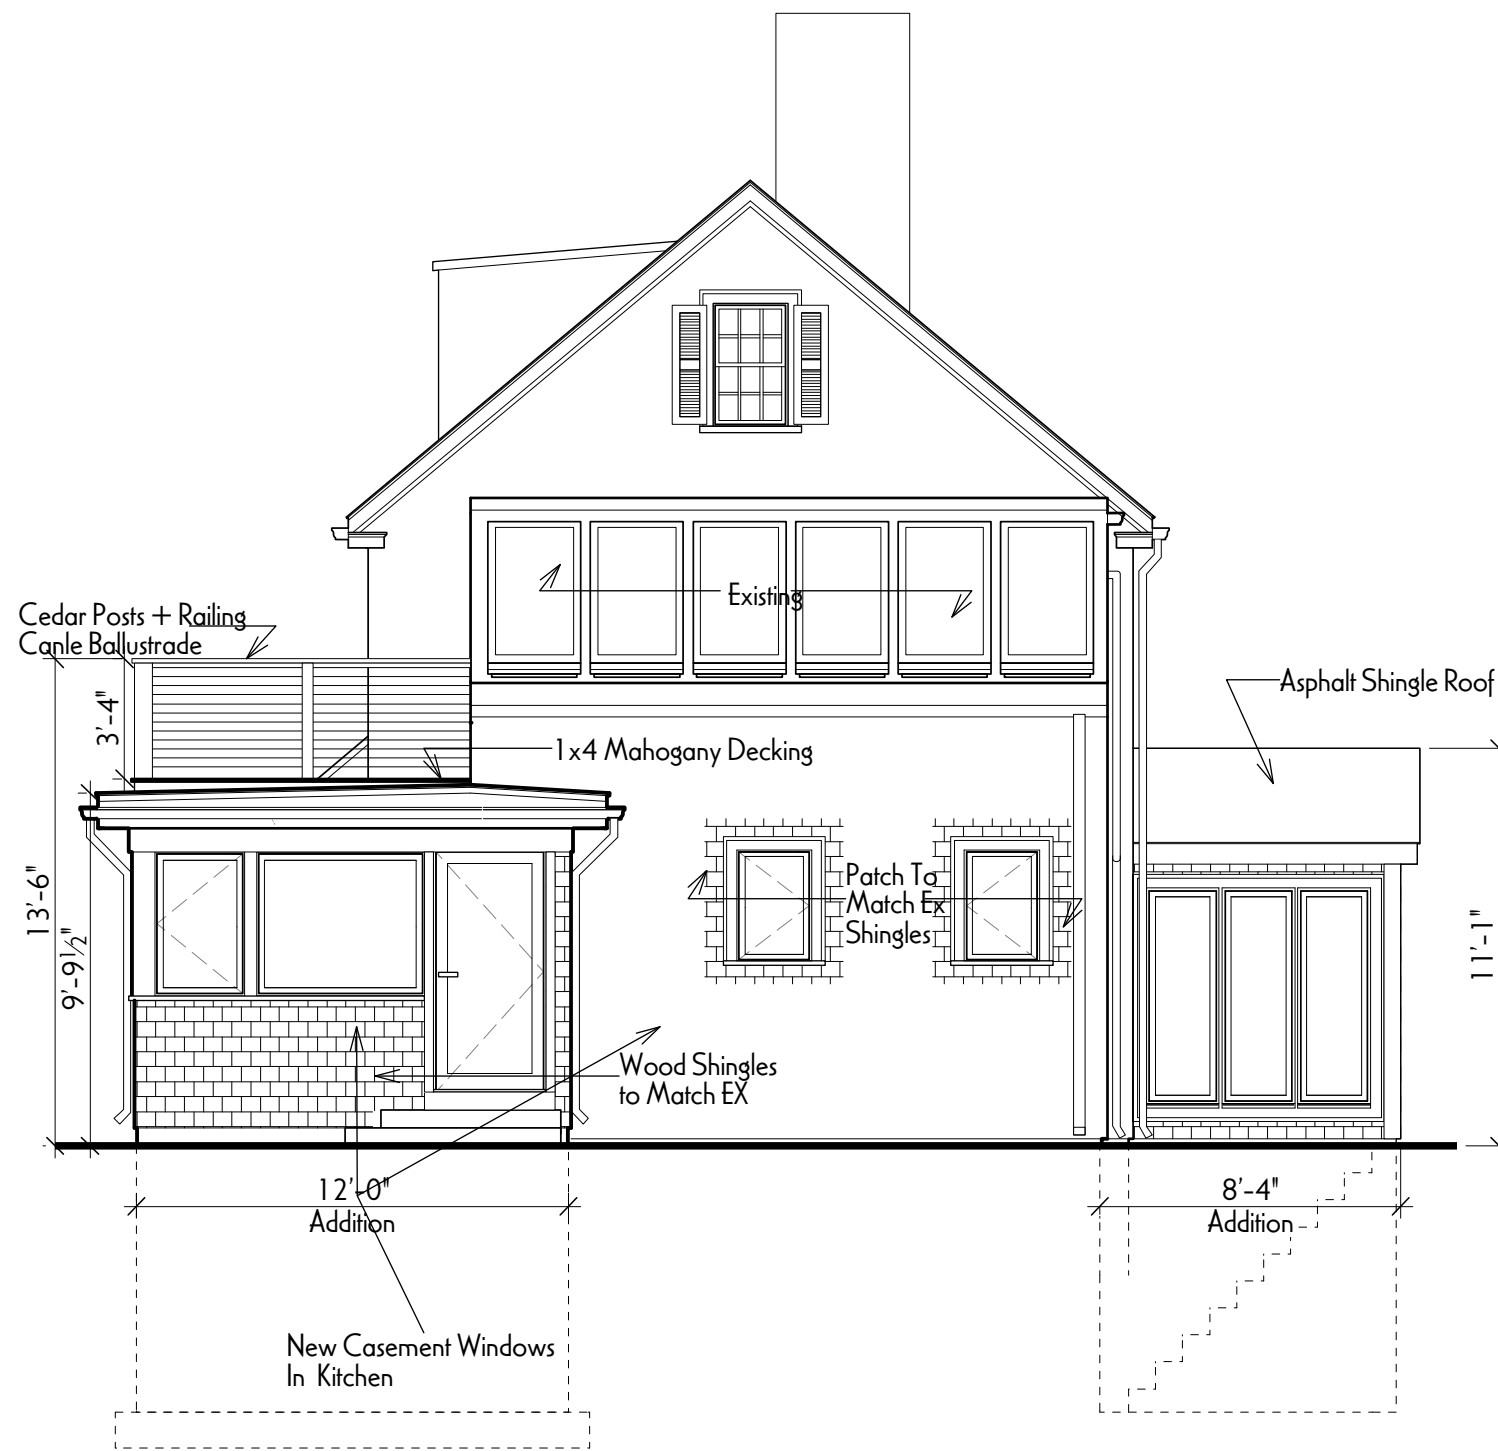 Existing
Cedar Posts + Railing
Canle Ballustrade
Asphalt Shingle Roof
3'-4"
1x4 Mahogany Decking
13'-6"
9'-9½"
Patch To
Match Ex
Shingles
11'-1"
Wood Shingles
to Match EX
12'-0"
Addition
8'-4"
Addition
New Casement Windows
In Kitchen